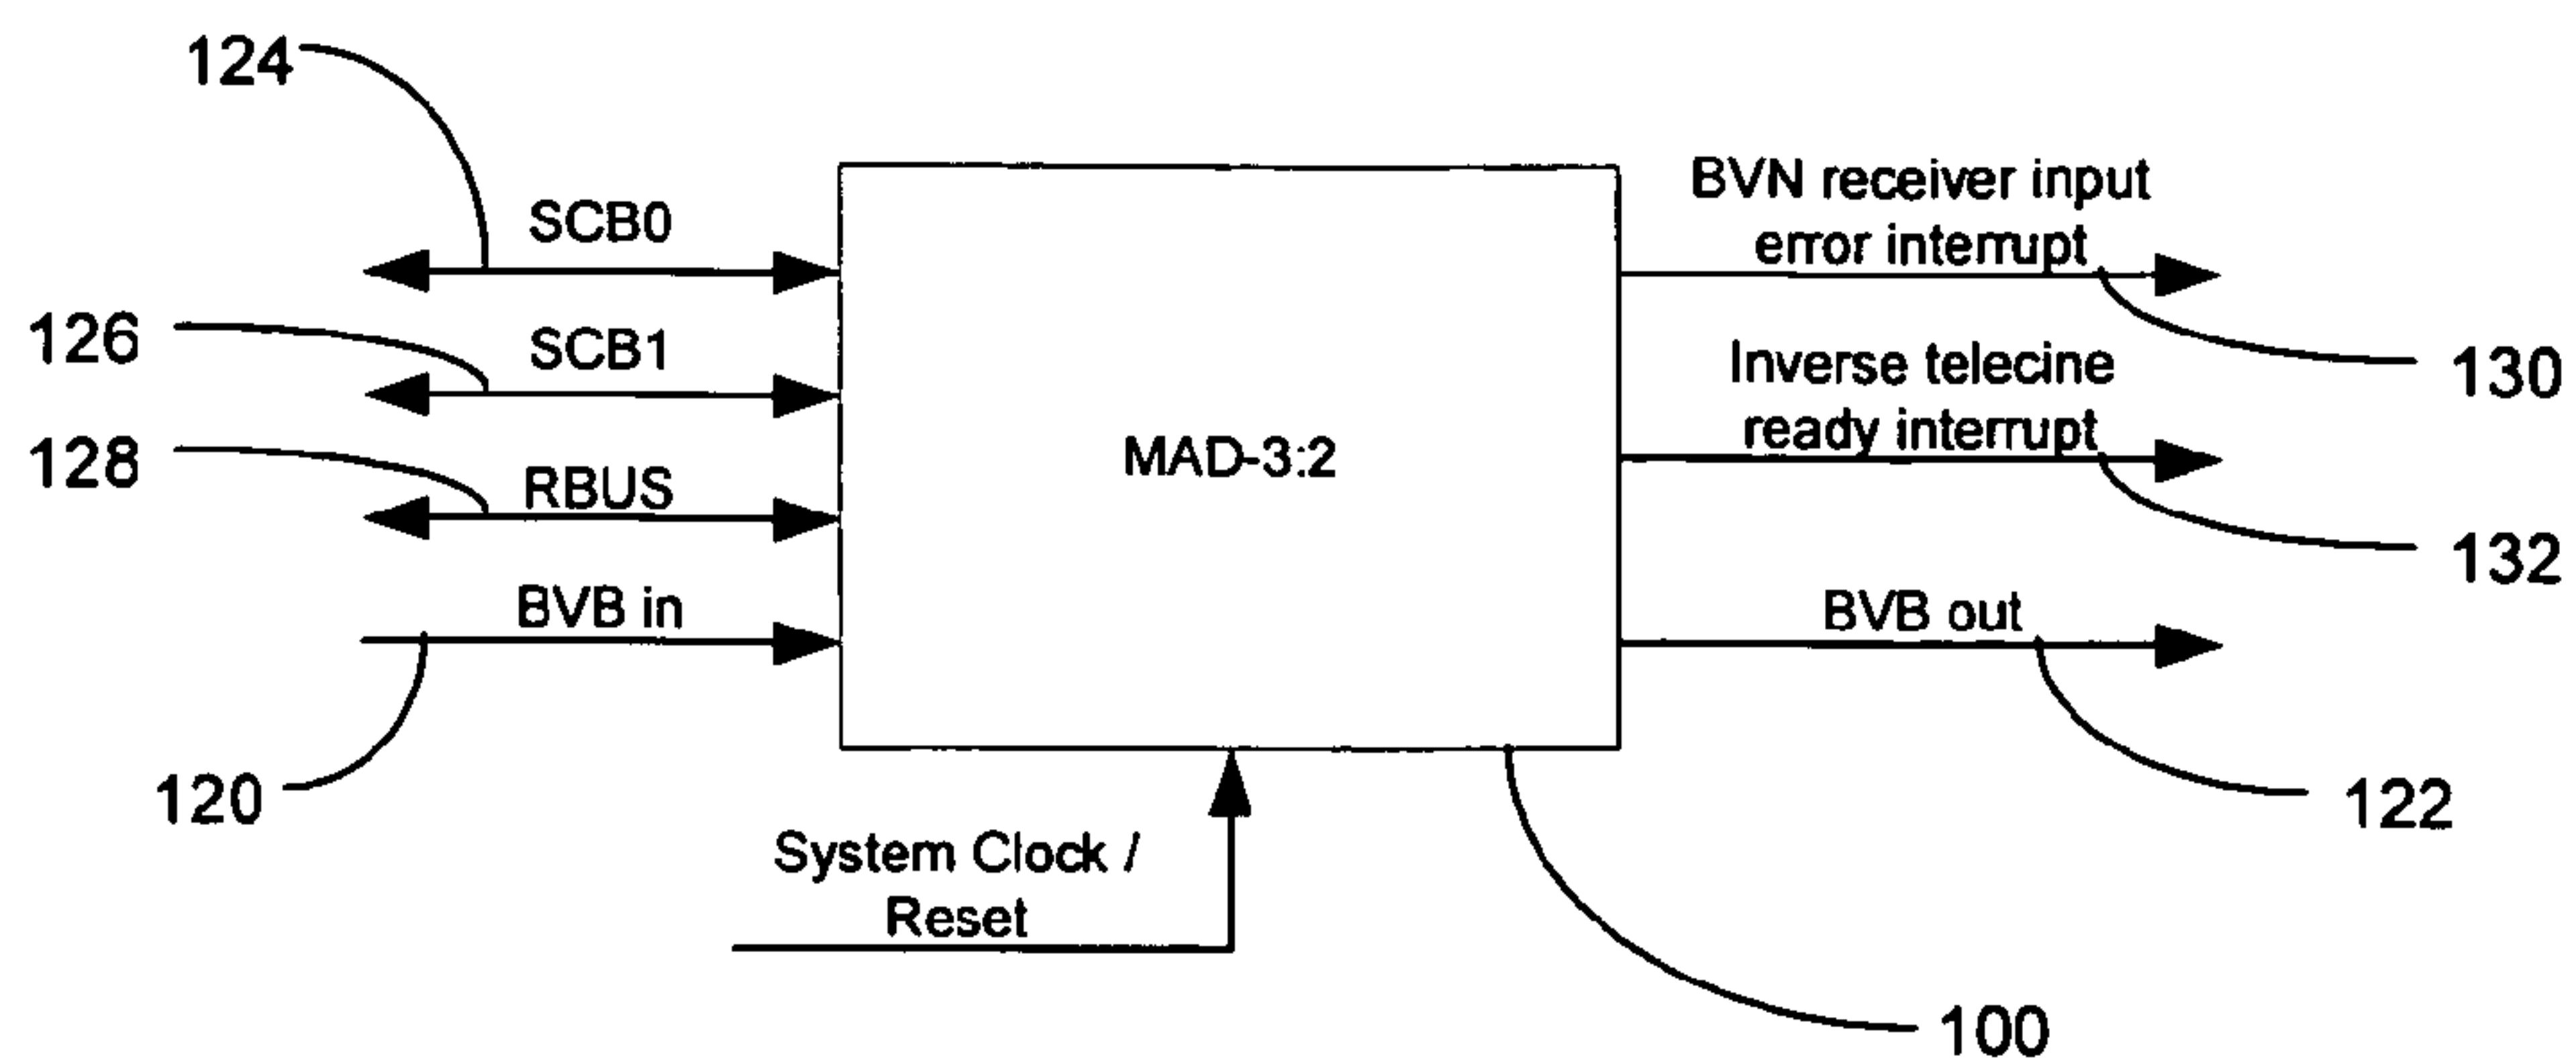 124
SCB0
BVN receiver input
error interrupt
126
SCB1
130
Inverse telecine
ready interrupt
128
RBUS
MAD-3:2
132
BVB in
BVB out
120
122
System Clock /
Reset
100